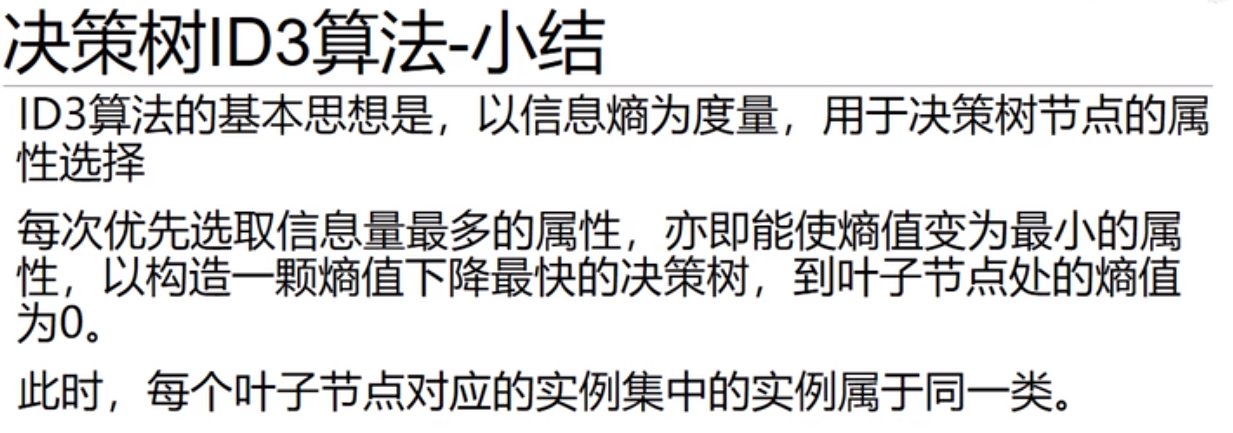 决策树ID3算法-小结
ID3算法的基本思想是，以信息熵为度量，用于决策树节点的属
性选择
每次优先选取信息量最多的属性，亦即能使熵值变为最小的属
性，以构造一颗熵值下降最快的决策树，到叶子节点处的熵值
为0。
此时，每个叶子节点对应的实例集中的实例属于同一类。